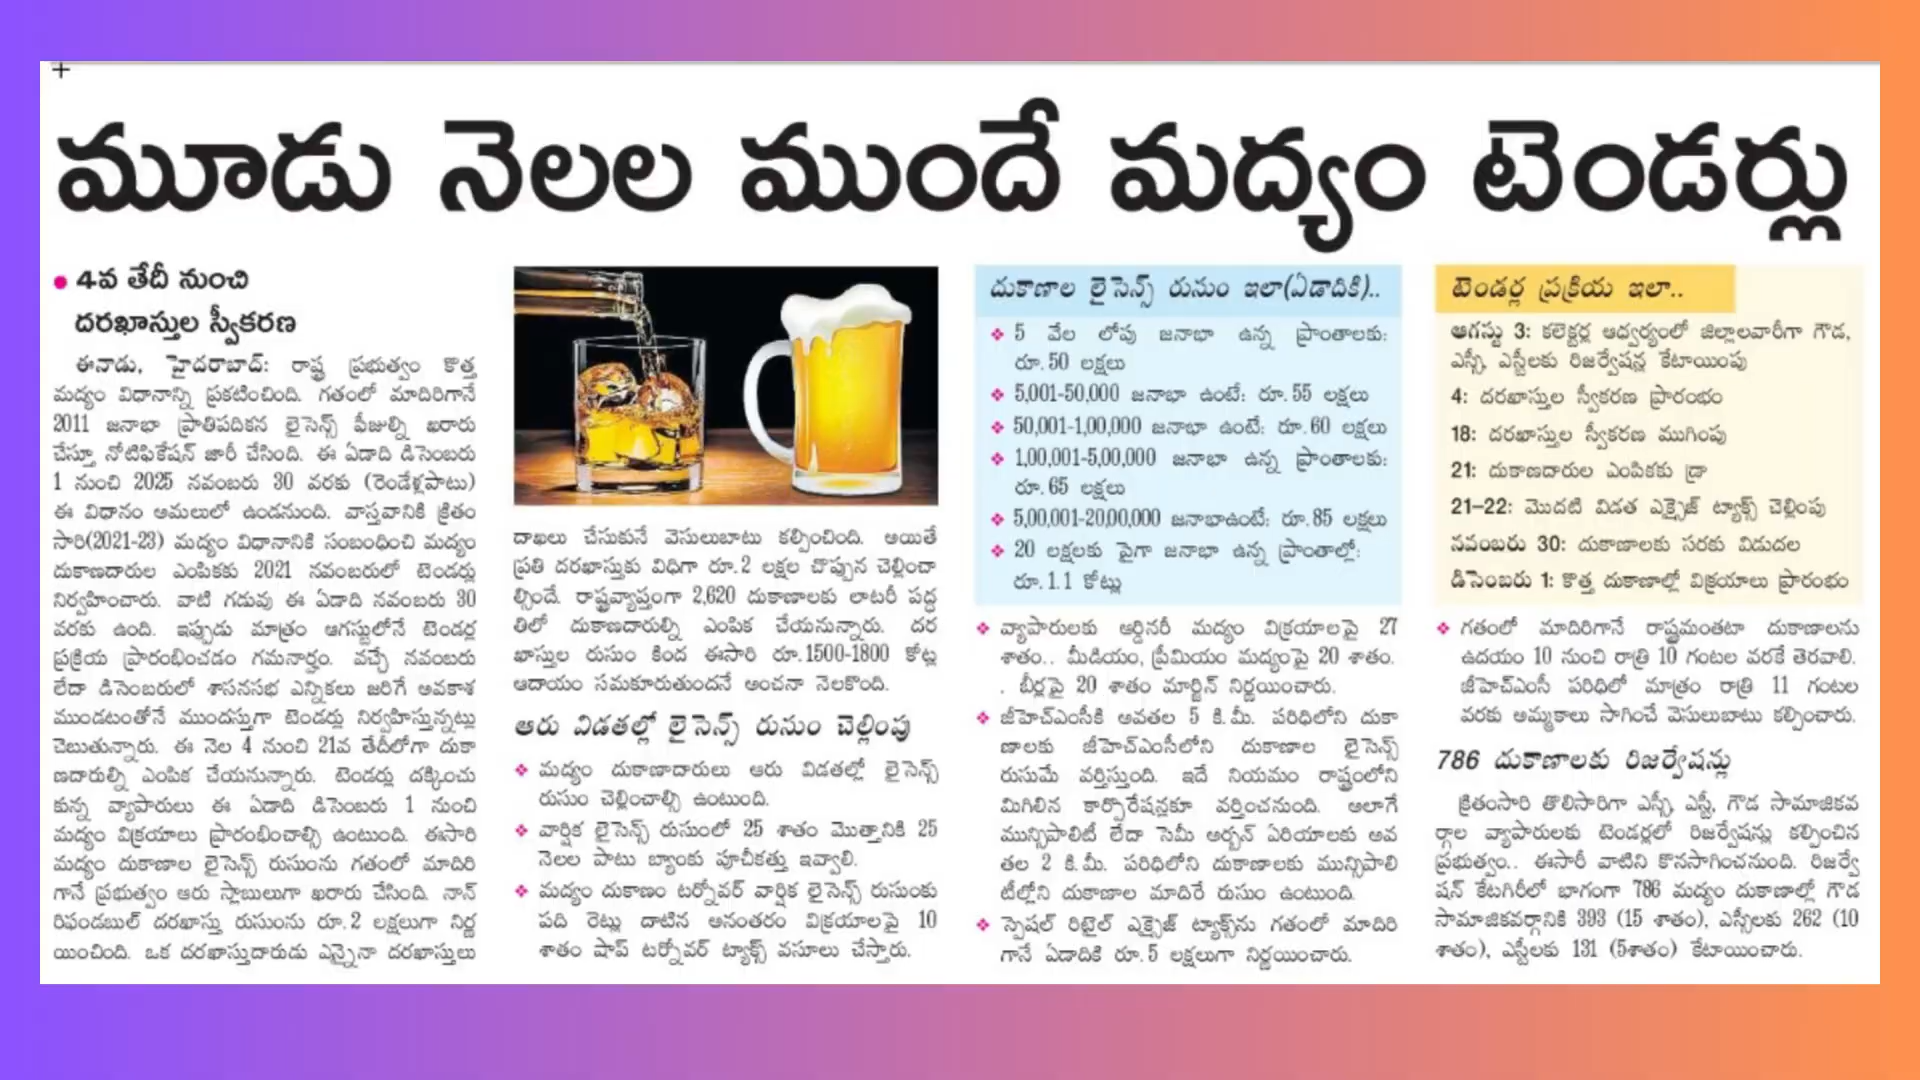 మూడు నెలల ముందే మద్యం టెండర్లు
● 4వ తేదీ నుంచి
దరఖాస్తుల స్వీకరణ
ఈనాడు, హైదరాబాద్: రాష్ట్ర ప్రభుత్వం కొత్త
మద్యం విధానాన్ని ప్రకటించింది. గతంలో మాదిరిగానే
2011 జనాభా ప్రాతిపదికన లైసెన్స్ ఫీజుల్ని ఖరారు
చేస్తూ నోటిఫికేషన్ జారీ చేసింది. ఈ ఏడాది డిసెంబరు
1 నుంచి 2025 నవంబరు 30 వరకు (రెండేళ్లపాటు)
ఈ విధానం అమలులో ఉండనుంది. వాస్తవానికి క్రితం
సారి(2021-23) మద్యం విధానానికి సంబంధించి మద్యం
దుకాణదారుల ఎంపికకు 2021 నవంబరులో టెండర్లు
నిర్వహించారు. వాటి గడువు ఈ ఏడాది నవంబరు 30
వరకు ఉంది. ఇప్పుడు మాత్రం ఆగస్టులోనే టెండర్ల
ప్రక్రియ ప్రారంభించడం గమనార్హం. వచ్చే నవంబరు
లేదా డిసెంబరులో శాసనసభ ఎన్నికలు జరిగే అవకాశ
ముండటంతోనే ముందస్తుగా టెండర్లు నిర్వహిస్తున్నట్లు
చెబుతున్నారు. ఈ నెల 4 నుంచి 21వ తేదీలోగా దుకా
ణదారుల్ని ఎంపిక చేయనున్నారు. టెండర్లు దక్కించు
కున్న వ్యాపారులు ఈ ఏడాది డిసెంబరు 1 నుంచి
మద్యం విక్రయాలు ప్రారంభించాల్సి ఉంటుంది. ఈసారి
మద్యం దుకాణాల లైసెన్స్ రుసుంను గతంలో మాదిరి
గానే ప్రభుత్వం ఆరు స్లాబులుగా ఖరారు చేసింది. నాన్
రిఫండబుల్ దరఖాస్తు రుసుంను రూ.2 లక్షలుగా నిర్ణ
యించింది. ఒక దరఖాస్తుదారుడు ఎన్నైనా దరఖాస్తులు
దాఖలు చేసుకునే వెసులుబాటు కల్పించింది. అయితే
ప్రతి దరఖాస్తుకు విధిగా రూ.2 లక్షల చొప్పున చెల్లించా
ల్సిందే. రాష్ట్రవ్యాప్తంగా 2,620 దుకాణాలకు లాటరీ పద్ధ
తిలో దుకాణదారుల్ని ఎంపిక చేయనున్నారు. దర
ఖాస్తుల రుసుం కింద ఈసారి రూ.1500-1800 కోట్ల
ఆదాయం సమకూరుతుందనే అంచనా నెలకొంది.
ఆరు విడతల్లో లైసెన్స్ రుసుం చెల్లింపు
❖ మద్యం దుకాణాదారులు ఆరు విడతల్లో లైసెన్స్
రుసుం చెల్లించాల్సి ఉంటుంది.
❖ వార్షిక లైసెన్స్ రుసుంలో 25 శాతం మొత్తానికి 25
నెలల పాటు బ్యాంకు పూచీకత్తు ఇవ్వాలి.
❖ మద్యం దుకాణం టర్నోవర్ వార్షిక లైసెన్స్ రుసుంకు
పది రెట్లు దాటిన అనంతరం విక్రయాలపై 10
శాతం షాప్ టర్నోవర్ ట్యాక్స్ వసూలు చేస్తారు.
దుకాణాల లైసెన్స్ రుసుం ఇలా(ఏడాదికి)..
❖ 5 వేల లోపు జనాభా ఉన్న ప్రాంతాలకు:
రూ.50 లక్షలు
❖ 5,001-50,000 జనాభా ఉంటే: రూ.55 లక్షలు
❖ 50,001-1,00,000 జనాభా ఉంటే: రూ.60 లక్షలు
❖ 1,00,001-5,00,000 జనాభా ఉన్న ప్రాంతాలకు:
రూ.65 లక్షలు
❖ 5,00,001-20,00,000 జనాభాఉంటే: రూ.85 లక్షలు
❖ 20 లక్షలకు పైగా జనాభా ఉన్న ప్రాంతాల్లో:
రూ.1.1 కోట్లు
❖ వ్యాపారులకు ఆర్డినరీ మద్యం విక్రయాలపై 27
శాతం.. మీడియం, ప్రీమియం మద్యంపై 20 శాతం.
. బీర్లపై 20 శాతం మార్జిన్ నిర్ణయించారు.
❖ జీహెచ్ఎంసీకి అవతల 5 కి.మీ. పరిధిలోని దుకా
ణాలకు జీహెచ్ఎంసీలోని దుకాణాల లైసెన్స్
రుసుమే వర్తిస్తుంది. ఇదే నియమం రాష్ట్రంలోని
మిగిలిన కార్పొరేషన్లకూ వర్తించనుంది. అలాగే
మున్సిపాలిటీ లేదా సెమీ అర్బన్ ఏరియాలకు అవ
తల 2 కి.మీ. పరిధిలోని దుకాణాలకు మున్సిపాలి
టీల్లోని దుకాణాల మాదిరే రుసుం ఉంటుంది.
❖ స్పెషల్ రిటైల్ ఎక్సైజ్ ట్యాక్స్‌ను గతంలో మాదిరి
గానే ఏడాదికి రూ.5 లక్షలుగా నిర్ణయించారు.
టెండర్ల ప్రక్రియ ఇలా..
ఆగస్టు 3: కలెక్టర్ల ఆధ్వర్యంలో జిల్లాలవారీగా గౌడ,
ఎస్సీ, ఎస్టీలకు రిజర్వేషన్ల కేటాయింపు
4: దరఖాస్తుల స్వీకరణ ప్రారంభం
18: దరఖాస్తుల స్వీకరణ ముగింపు
21: దుకాణదారుల ఎంపికకు డ్రా
21-22: మొదటి విడత ఎక్సైజ్ ట్యాక్స్ చెల్లింపు
నవంబరు 30: దుకాణాలకు సరకు విడుదల
డిసెంబరు 1: కొత్త దుకాణాల్లో విక్రయాలు ప్రారంభం
❖ గతంలో మాదిరిగానే రాష్ట్రమంతటా దుకాణాలను
ఉదయం 10 నుంచి రాత్రి 10 గంటల వరకే తెరవాలి.
జీహెచ్ఎంసీ పరిధిలో మాత్రం రాత్రి 11 గంటల
వరకు అమ్మకాలు సాగించే వెసులుబాటు కల్పించారు.
786 దుకాణాలకు రిజర్వేషన్లు
క్రితంసారి తొలిసారిగా ఎస్సీ, ఎస్టీ, గౌడ సామాజికవ
ర్గాల వ్యాపారులకు టెండర్లలో రిజర్వేషన్లు కల్పించిన
ప్రభుత్వం.. ఈసారీ వాటిని కొనసాగించనుంది. రిజర్వే
షన్ కేటగిరీలో భాగంగా 786 మద్యం దుకాణాల్లో గౌడ
సామాజికవర్గానికి 393 (15 శాతం), ఎస్సీలకు 262 (10
శాతం), ఎస్టీలకు 131 (5శాతం) కేటాయించారు.